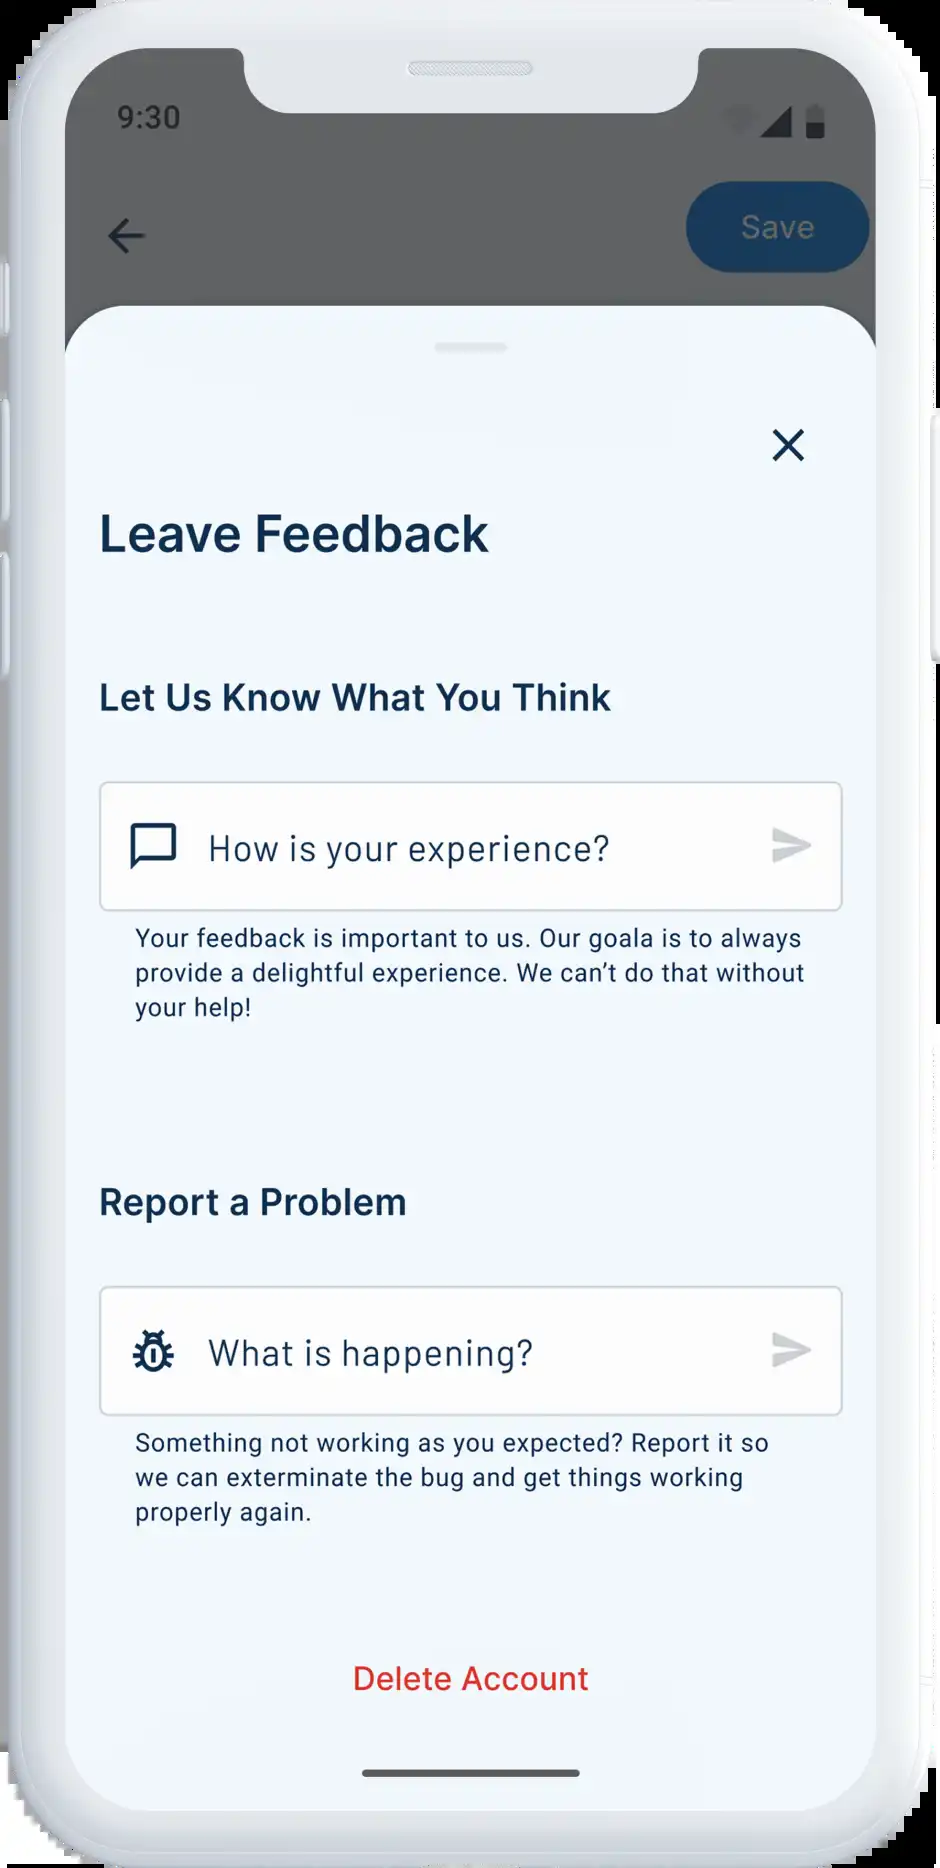 9:30
Save
Leave Feedback
Let Us Know What You Think
How is your experience?
Your feedback is important to us. Our goala is to always
provide a delightful experience. We can’t do that without
your help!
Report a Problem
What is happening?
Something not working as you expected? Report it so
we can exterminate the bug and get things working
properly again.
Delete Account